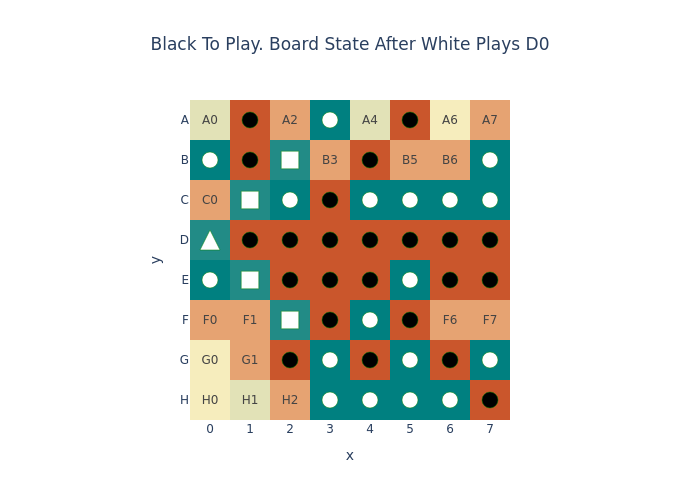 Black To Play. Board State After White Plays D0
A A0 A2 A4 A6 A7
B B3 B5 B6
C C0
D
E
F F0 F1 F6 F7
G G0 G1
H H0 H1 H2
0 1 2 3 4 5 6 7
x
y